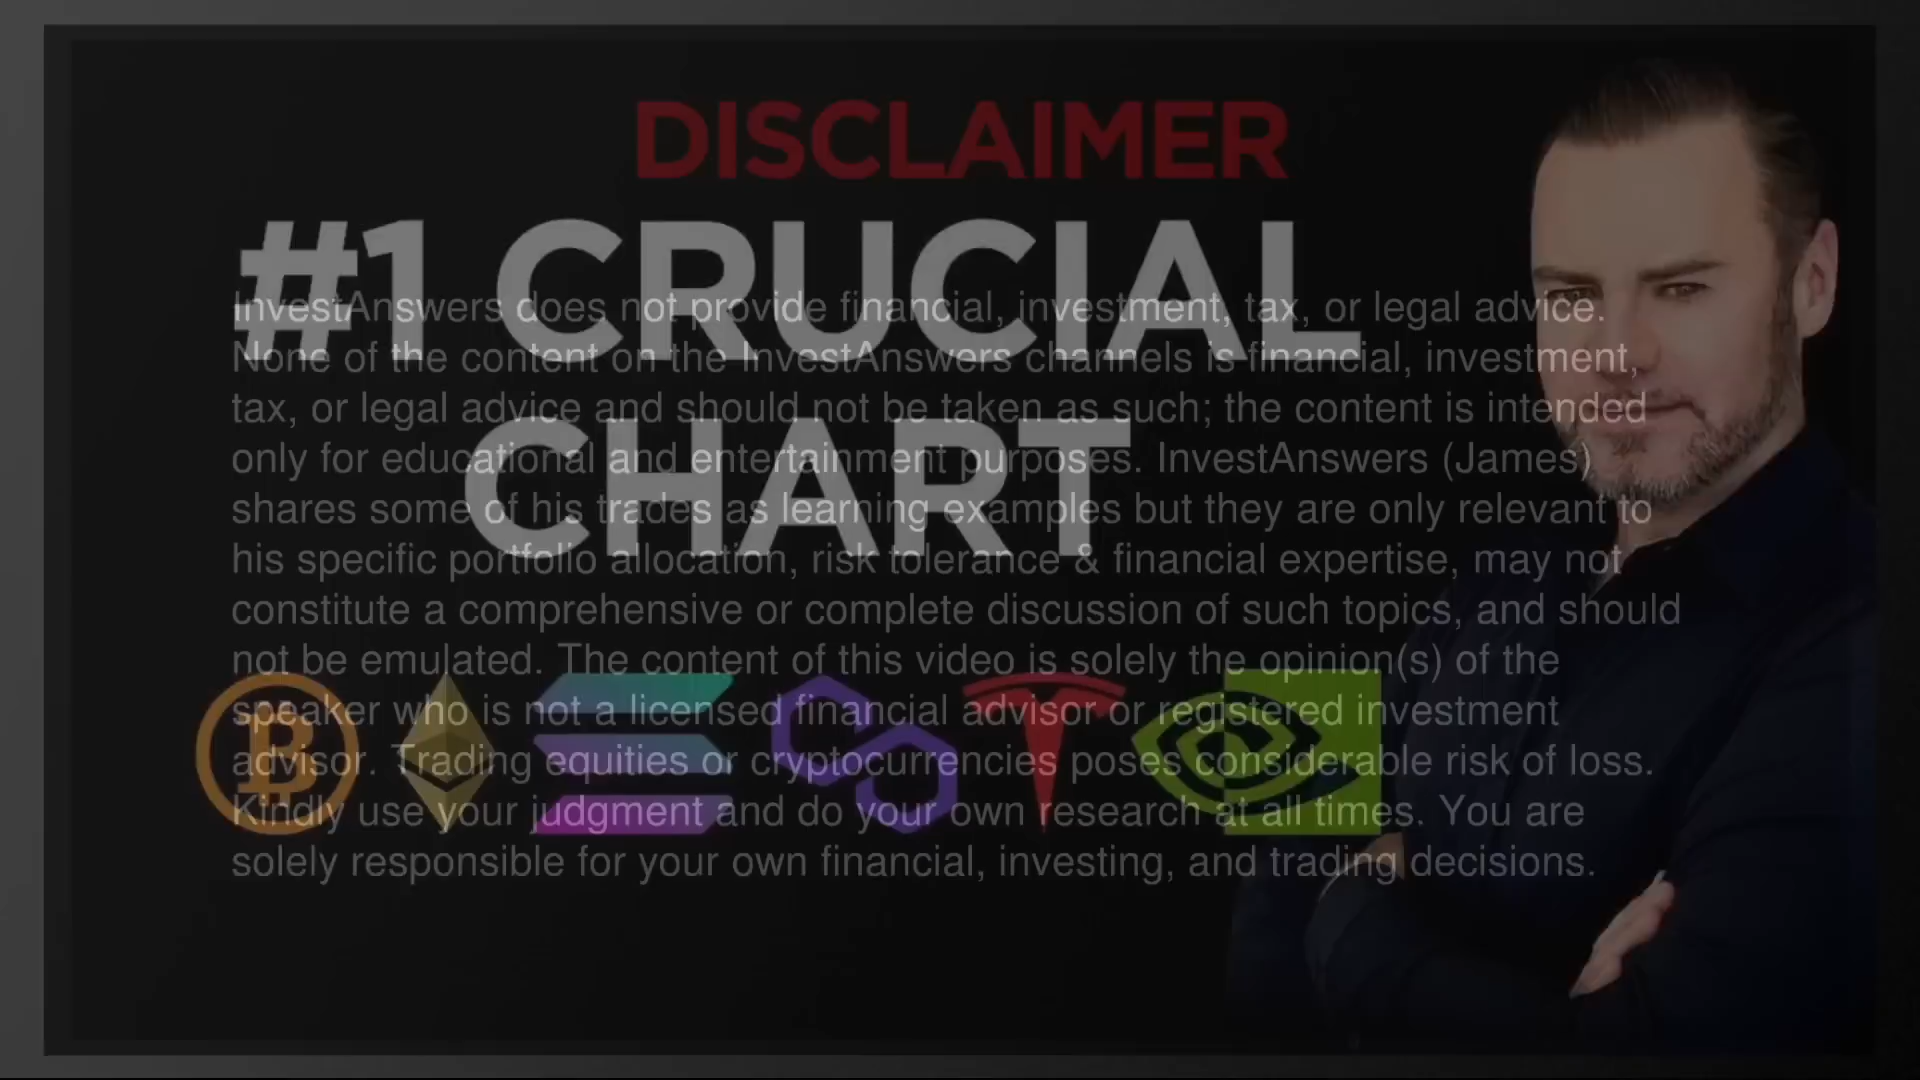 DISCLAIMER
#1 CRUCIAL
CHART
InvestAnswers does not provide financial, investment, tax, or legal advice.
None of the content on the InvestAnswers channels is financial, investment,
tax, or legal advice and should not be taken as such; the content is intended
only for educational and entertainment purposes. InvestAnswers (James)
shares some of his trades as learning examples but they are only relevant to
his specific portfolio allocation, risk tolerance & financial expertise, may not
constitute a comprehensive or complete discussion of such topics, and should
not be emulated. The content of this video is solely the opinion(s) of the
speaker who is not a licensed financial advisor or registered investment
advisor. Trading equities or cryptocurrencies poses considerable risk of loss.
Kindly use your judgment and do your own research at all times. You are
solely responsible for your own financial, investing, and trading decisions.